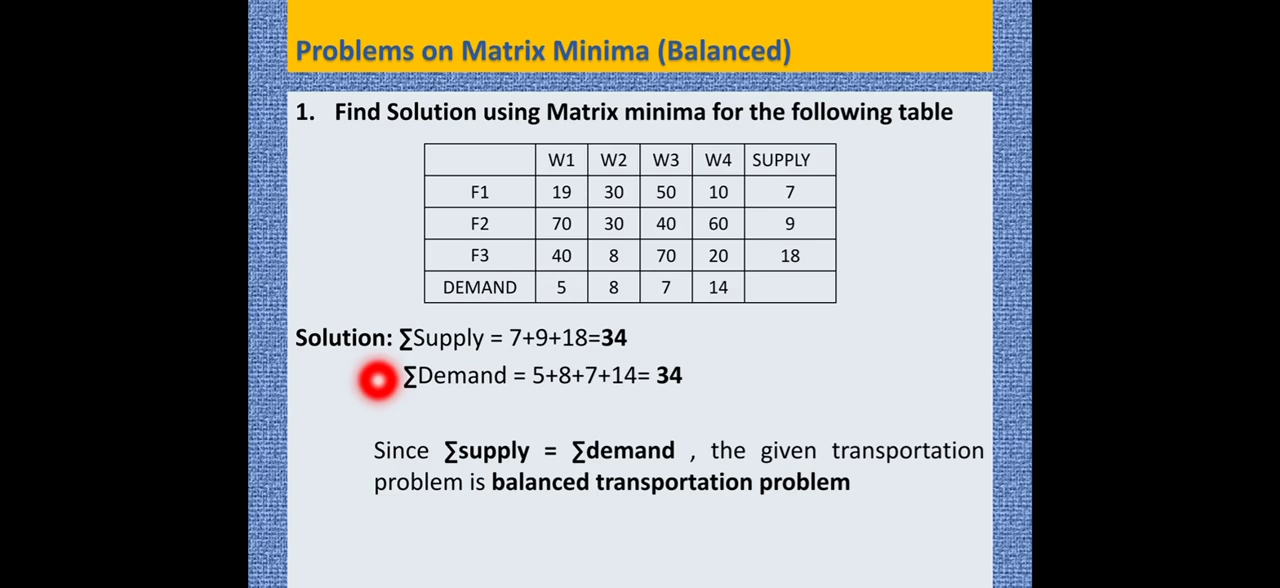 Problems on Matrix Minima (Balanced)
1. Find Solution using Matrix minima for the following table
W1 W2 W3 W4 SUPPLY
F1 19 30 50 10 7
F2 70 30 40 60 9
F3 40 8 70 20 18
DEMAND 5 8 7 14
Solution: ∑Supply = 7+9+18=34
∑Demand = 5+8+7+14= 34
Since ∑supply = ∑demand , the given transportation
problem is balanced transportation problem